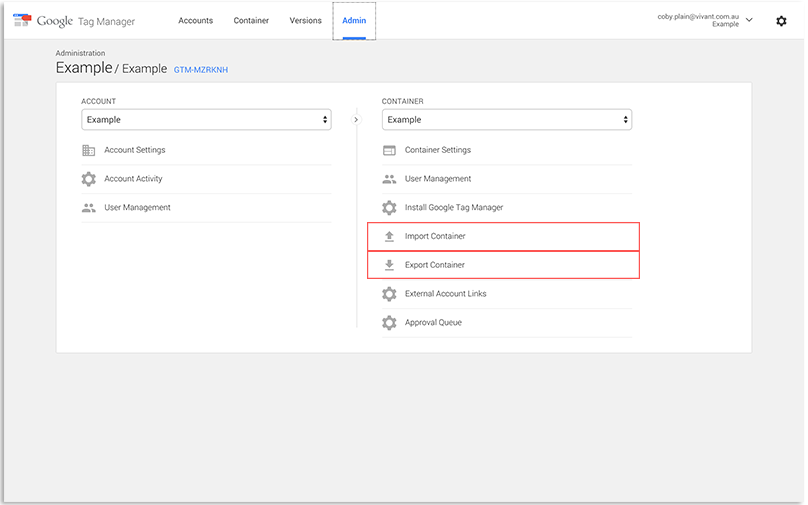 Google Tag Manager
Accounts
Container
Versions
Admin
coby.plain@vivant.com.au
Example
Administration
Example / Example GTM-MZRKNH
ACCOUNT
Example
Account Settings
Account Activity
User Management
CONTAINER
Example
Container Settings
User Management
Install Google Tag Manager
Import Container
Export Container
External Account Links
Approval Queue